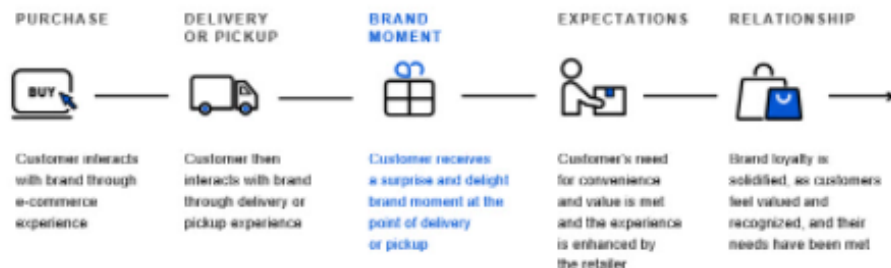 PURCHASE
Customer interacts
with brand through
e-commerce
experience
DELIVERY
OR PICKUP
Customer then
interacts with brand
through delivery or
pickup experience
BRAND
MOMENT
Customer receives
a surprise and delight
brand moment at the
point of delivery
or pickup
EXPECTATIONS
Customer's need
for convenience
and value is met
and the experience
is enhanced by
the retailer
RELATIONSHIP
Brand loyalty is
solidified, as customers
feel valued and
recognized, and their
needs have been met
BUY